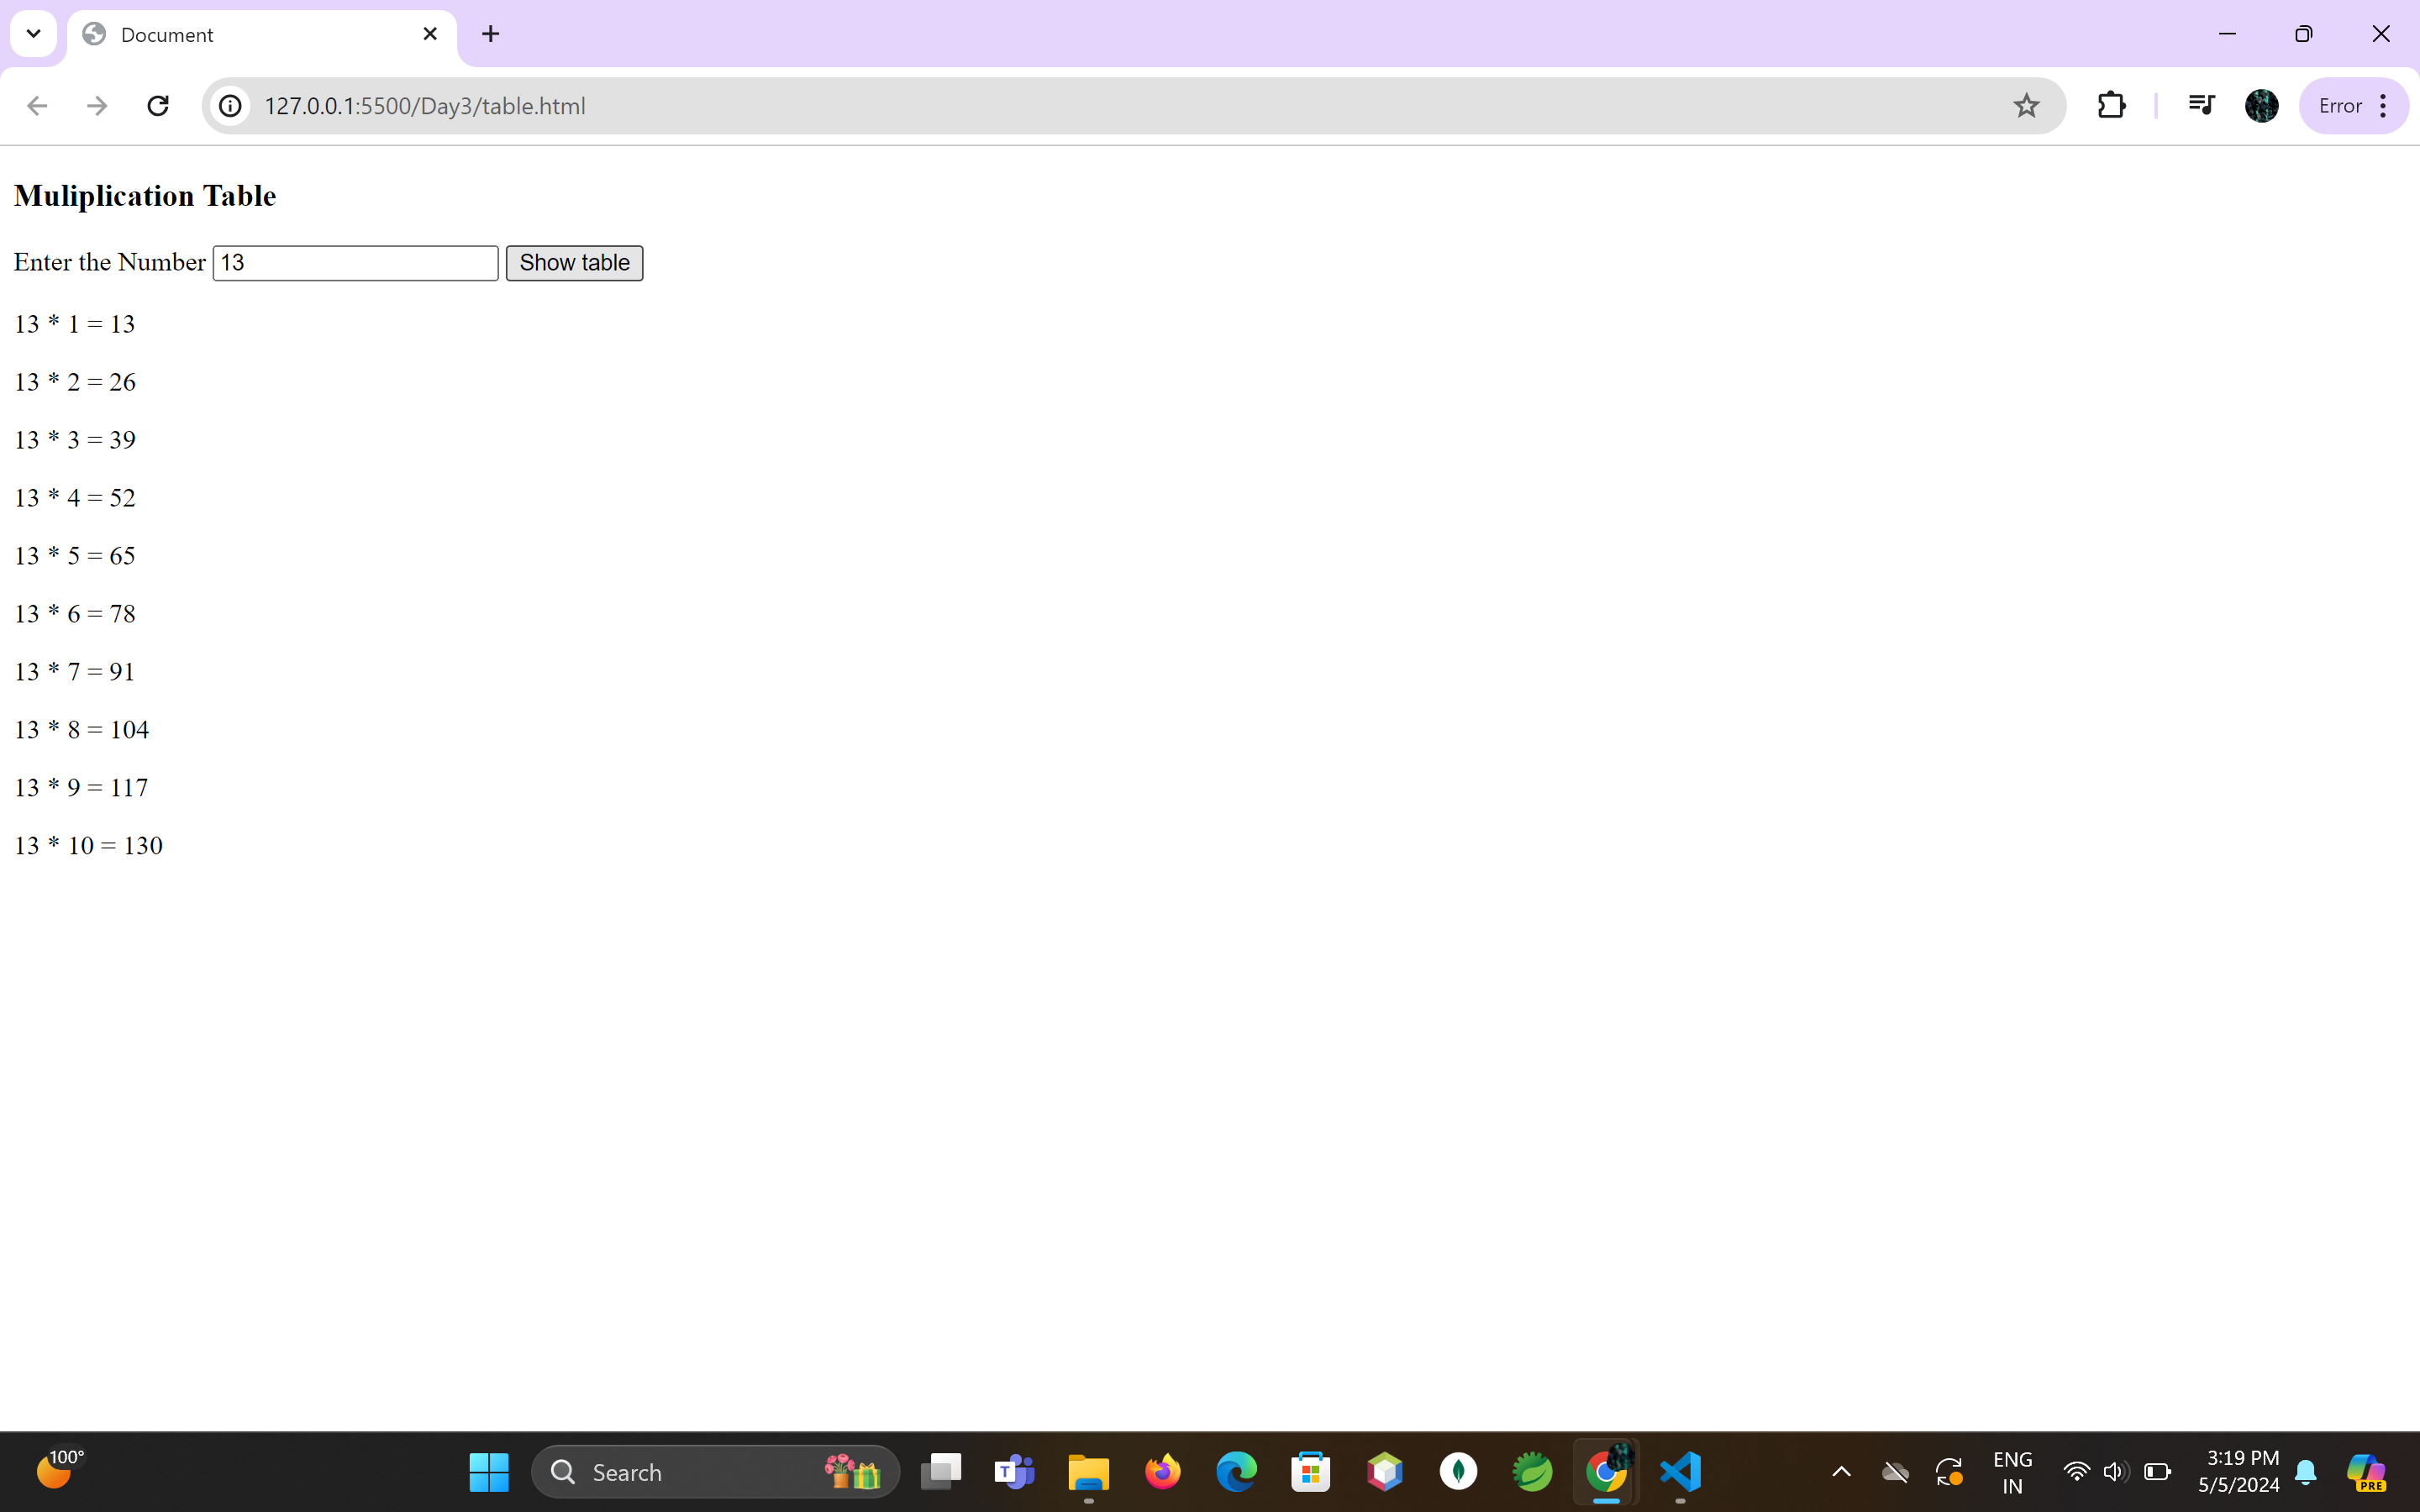 Document
127.0.0.1:5500/Day3/table.html
Error
Muliplication Table
Enter the Number 13 Show table
13 * 1 = 13
13 * 2 = 26
13 * 3 = 39
13 * 4 = 52
13 * 5 = 65
13 * 6 = 78
13 * 7 = 91
13 * 8 = 104
13 * 9 = 117
13 * 10 = 130
100°
Search
T
ENG
IN
3:19 PM
5/5/2024
PRE